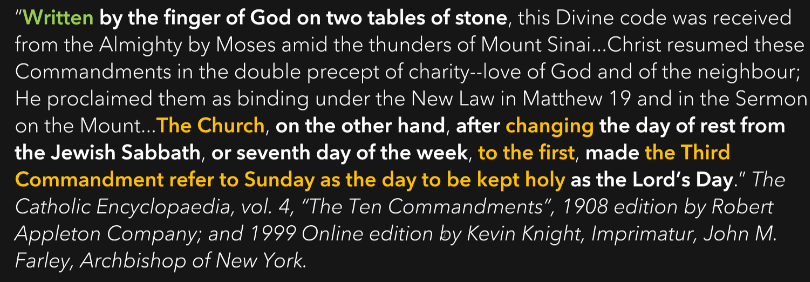 "Written by the finger of God on two tables of stone, this Divine code was received
from the Almighty by Moses amid the thunders of Mount Sinai...Christ resumed these
Commandments in the double precept of charity--love of God and of the neighbour;
He proclaimed them as binding under the New Law in Matthew 19 and in the Sermon
on the Mount...The Church, on the other hand, after changing the day of rest from
the Jewish Sabbath, or seventh day of the week, to the first, made the Third
Commandment refer to Sunday as the day to be kept holy as the Lord's Day." The
Catholic Encyclopaedia, vol. 4, "The Ten Commandments", 1908 edition by Robert
Appleton Company; and 1999 Online edition by Kevin Knight, Imprimatur, John M.
Farley, Archbishop of New York.